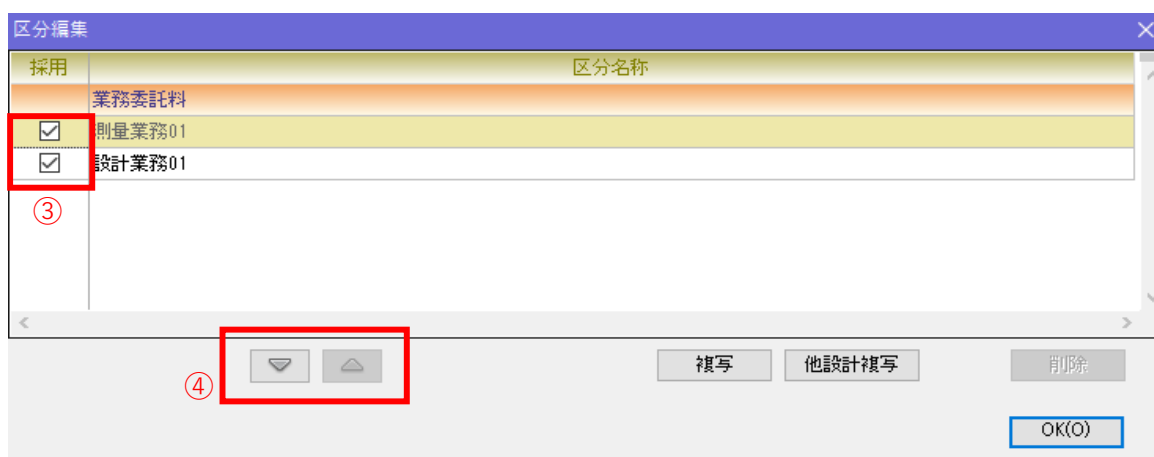 区分編集
採用 区分名称
業務委託料
測量業務01
設計業務01
③
④ 複写 他設計複写 削除
OK(O)